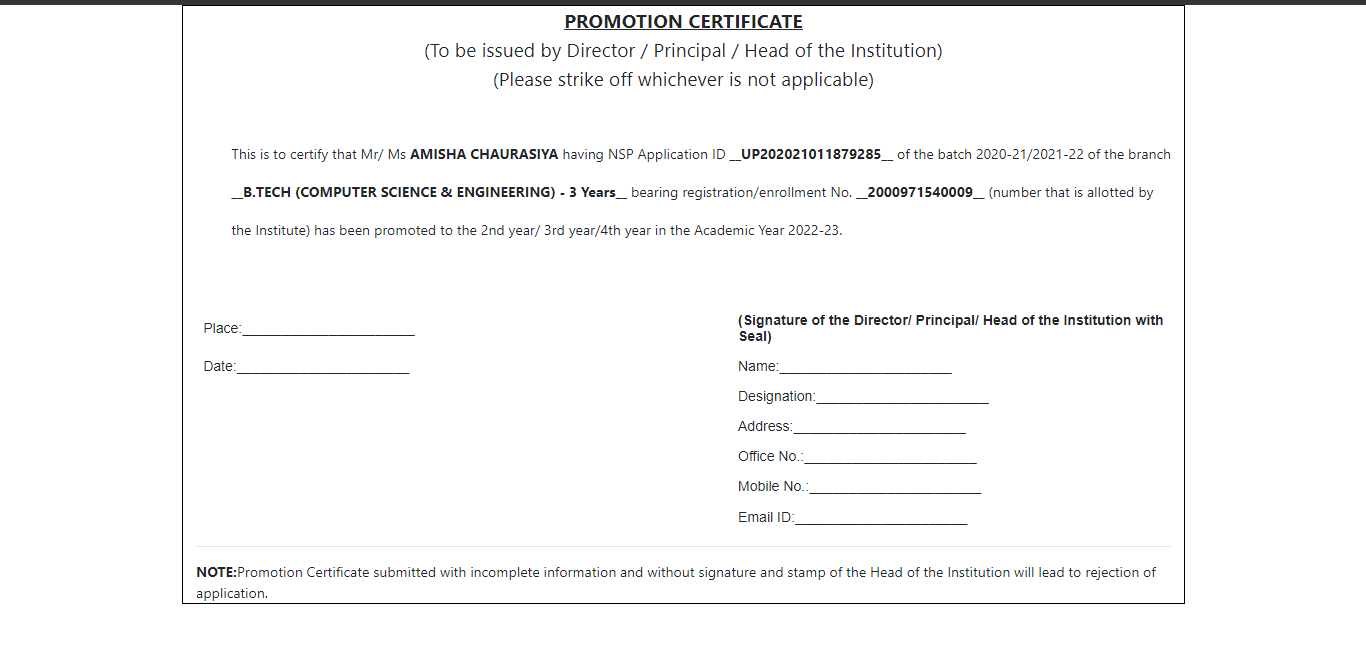 PROMOTION CERTIFICATE
(To be issued by Director / Principal / Head of the Institution)
(Please strike off whichever is not applicable)
This is to certify that Mr/ Ms AMISHA CHAURASIYA having NSP Application ID __UP202021011879285__ of the batch 2020-21/2021-22 of the branch
__B.TECH (COMPUTER SCIENCE & ENGINEERING) - 3 Years__ bearing registration/enrollment No. __2000971540009__ (number that is allotted by
the Institute) has been promoted to the 2nd year/ 3rd year/4th year in the Academic Year 2022-23.
Place:______________________
Date:______________________
(Signature of the Director/ Principal/ Head of the Institution with
Seal)
Name:______________________
Designation:______________________
Address:______________________
Office No.:______________________
Mobile No.:______________________
Email ID:______________________
NOTE:Promotion Certificate submitted with incomplete information and without signature and stamp of the Head of the Institution will lead to rejection of
application.